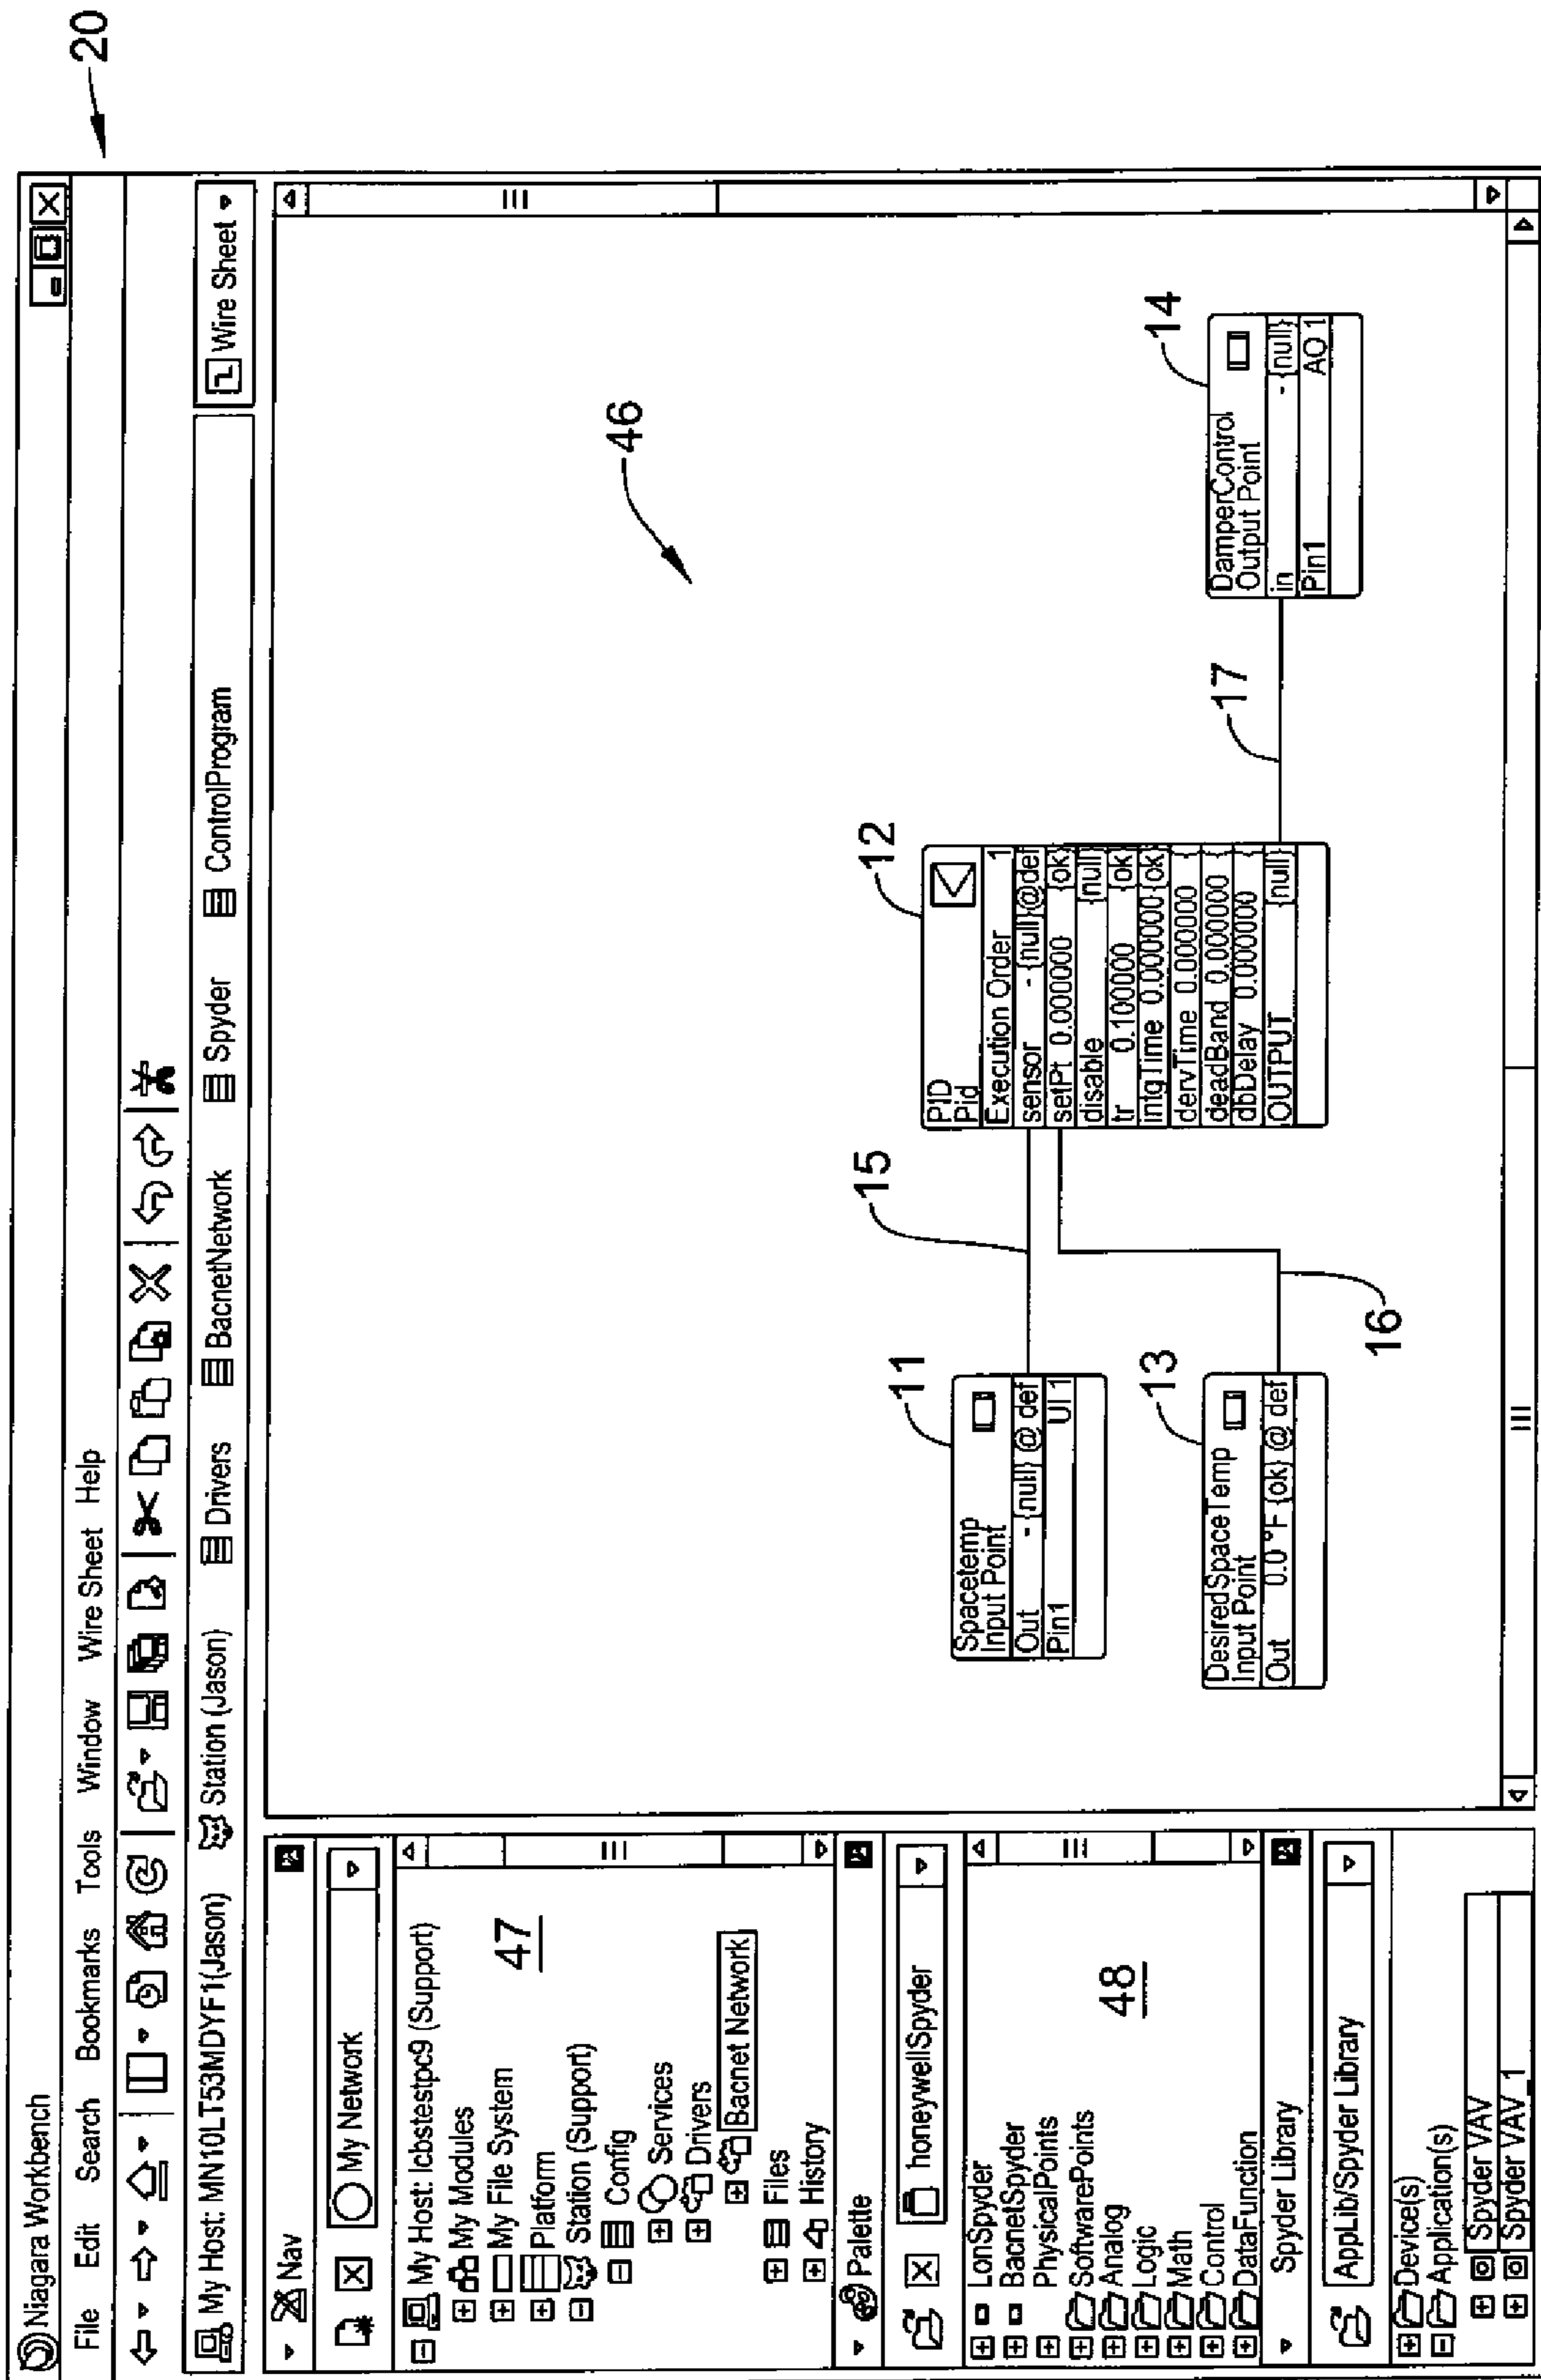 20
Niagara Workbench
File Edit Search Bookmarks Tools Window Wire Sheet Help
My Host: MN10LT53MDYF1(Jason) Station (Jason) Drivers BacnetNetwork Spyder ControlProgram Wire Sheet
Nav
My Network
My Host: lcbstestpc9 (Support)
My Modules
My File System
47
Platform
Station (Support)
Config
Services
Drivers
Bacnet Network
Files
History
Palette
honeywellSpyder
LonSpyder
BacnetSpyder
PhysicalPoints
SoftwarePoints
Analog
48
Logic
Math
Control
DataFunction
Spyder Library
AppLib/Spyder Library
Device(s)
Application(s)
Spyder VAV
Spyder VAV_1
46
11
Spacetemp
Input Point
Out - {null} @ def
Pin1 UI 1
15
13
DesiredSpaceTemp
Input Point
Out 0.0 °F {ok} @ def
16
12
PID
Pid
Execution Order 1
sensor - {null}@def
setPt 0.000000 {ok}
disable {null}
tr 0.100000 {ok
intgTime 0.000000 {ok}
dervTime 0.000000 {
deadBand 0.000000 {
dbDelay 0.000000 {
OUTPUT {null}
17
14
DamperControl
Output Point
in - {null}
Pin1 AO 1